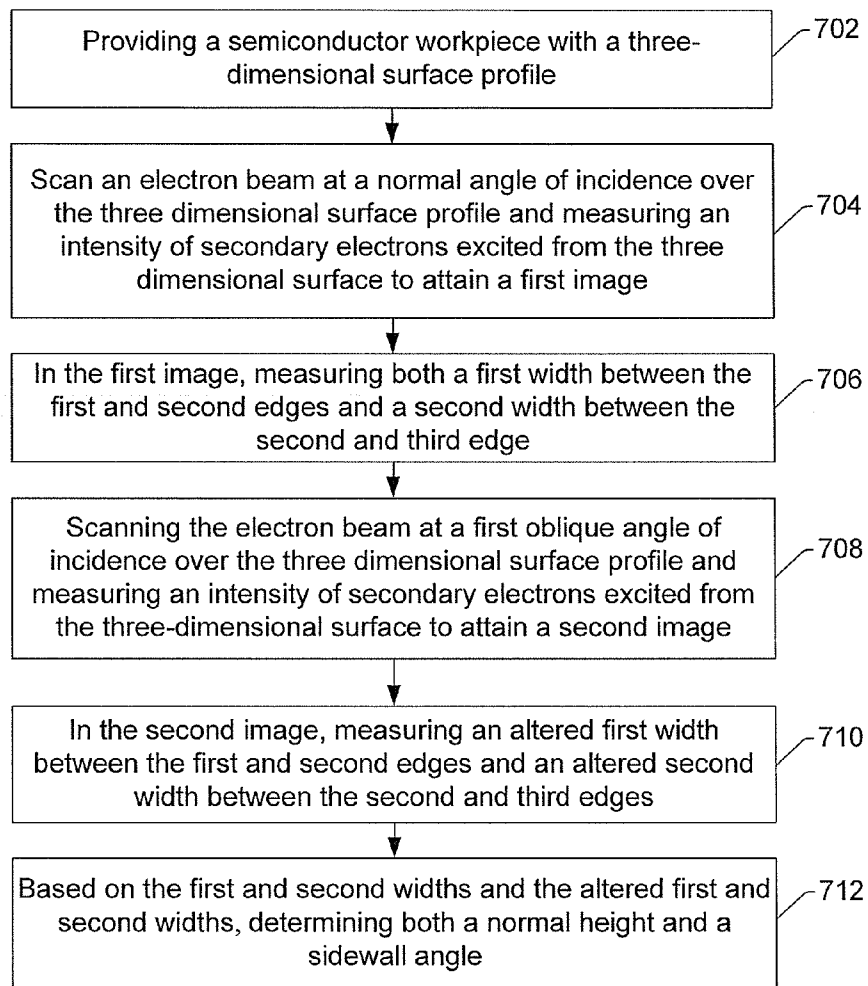 Providing a semiconductor workpiece with a three-
dimensional surface profile
702
Scan an electron beam at a normal angle of incidence over
the three dimensional surface profile and measuring an
intensity of secondary electrons excited from the three
dimensional surface to attain a first image
704
In the first image, measuring both a first width between the
first and second edges and a second width between the
second and third edge
706
Scanning the electron beam at a first oblique angle of
incidence over the three dimensional surface profile and
measuring an intensity of secondary electrons excited from
the three-dimensional surface to attain a second image
708
In the second image, measuring an altered first width
between the first and second edges and an altered second
width between the second and third edges
710
Based on the first and second widths and the altered first and
second widths, determining both a normal height and a
sidewall angle
712